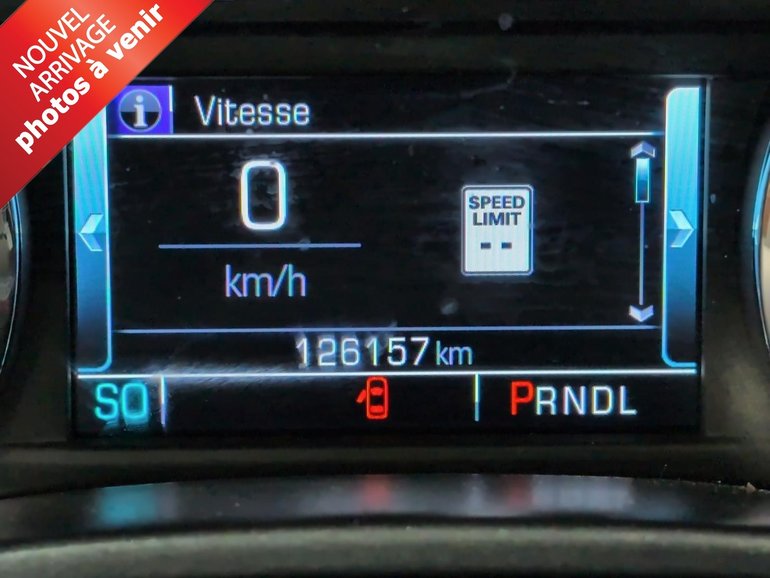 NOUVEL
ARRIVAGE
photos à venir
i Vitesse
0
km/h
SPEED
LIMIT
--
126157 km
SO
PRNDL